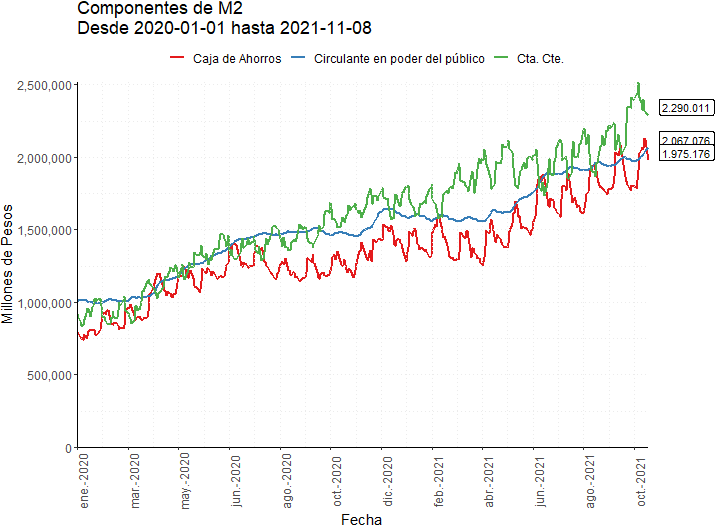 Componentes de M2
Desde 2020-01-01 hasta 2021-11-08
Caja de Ahorros Circulante en poder del público Cta. Cte.
2,500,000
2,000,000
1,500,000
1,000,000
500,000
0
Millones de Pesos
2.290.011
2.067.076
1.975.176
ene.-2020 mar.-2020 may.-2020 jun.-2020 ago.-2020 oct.-2020 dic.-2020 feb.-2021 abr.-2021 jun.-2021 ago.-2021 oct.-2021
Fecha